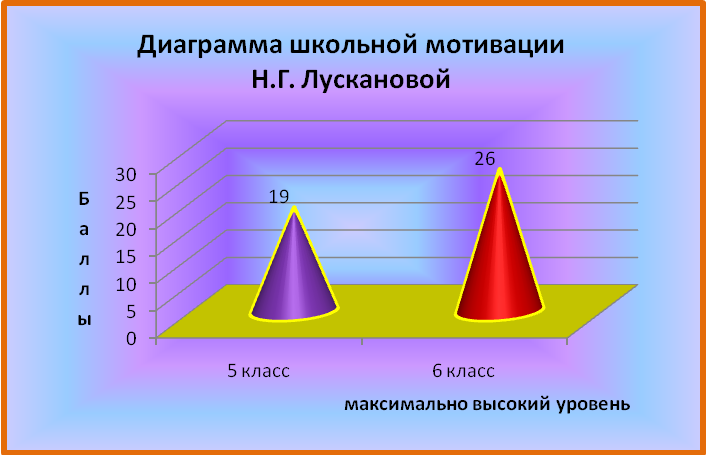 Диаграмма школьной мотивации
Н.Г. Лускановой
Баллы
30
25
20
15
10
5
0
19
26
5 класс
6 класс
максимально высокий уровень